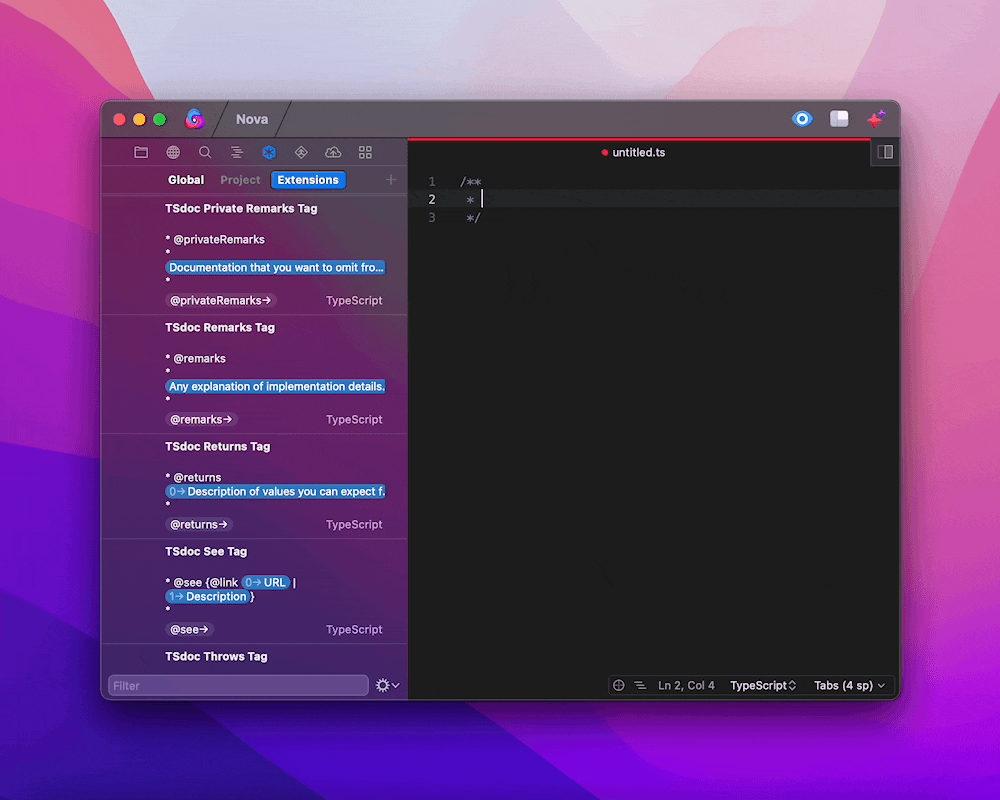 Nova
Global Project Extensions
TSdoc Private Remarks Tag
* @privateRemarks
*
Documentation that you want to omit fro...
*
@privateRemarks→ TypeScript
TSdoc Remarks Tag
* @remarks
*
Any explanation of implementation details.
*
@remarks→ TypeScript
TSdoc Returns Tag
* @returns
0→ Description of values you can expect f.
*
@returns→ TypeScript
TSdoc See Tag
* @see {@link 0→ URL |
1→ Description }
*
@see→ TypeScript
TSdoc Throws Tag
Filter
untitled.ts
1 /**
2 *
3 */
Ln 2, Col 4 TypeScript Tabs (4 sp)